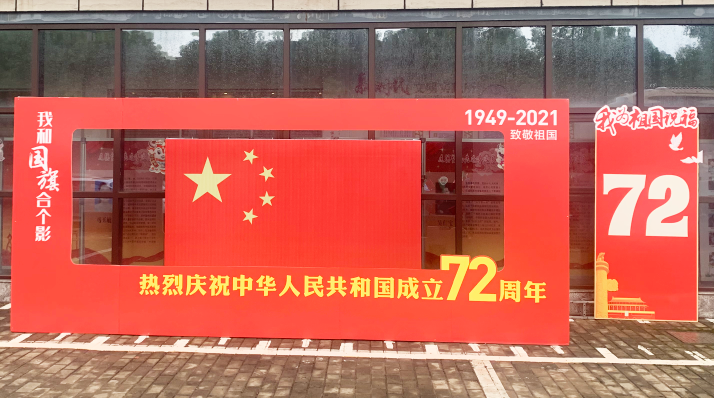 我和
国旗
合个影
1949-2021
致敬祖国
热烈庆祝中华人民共和国成立72周年
我为祖国祝福
72